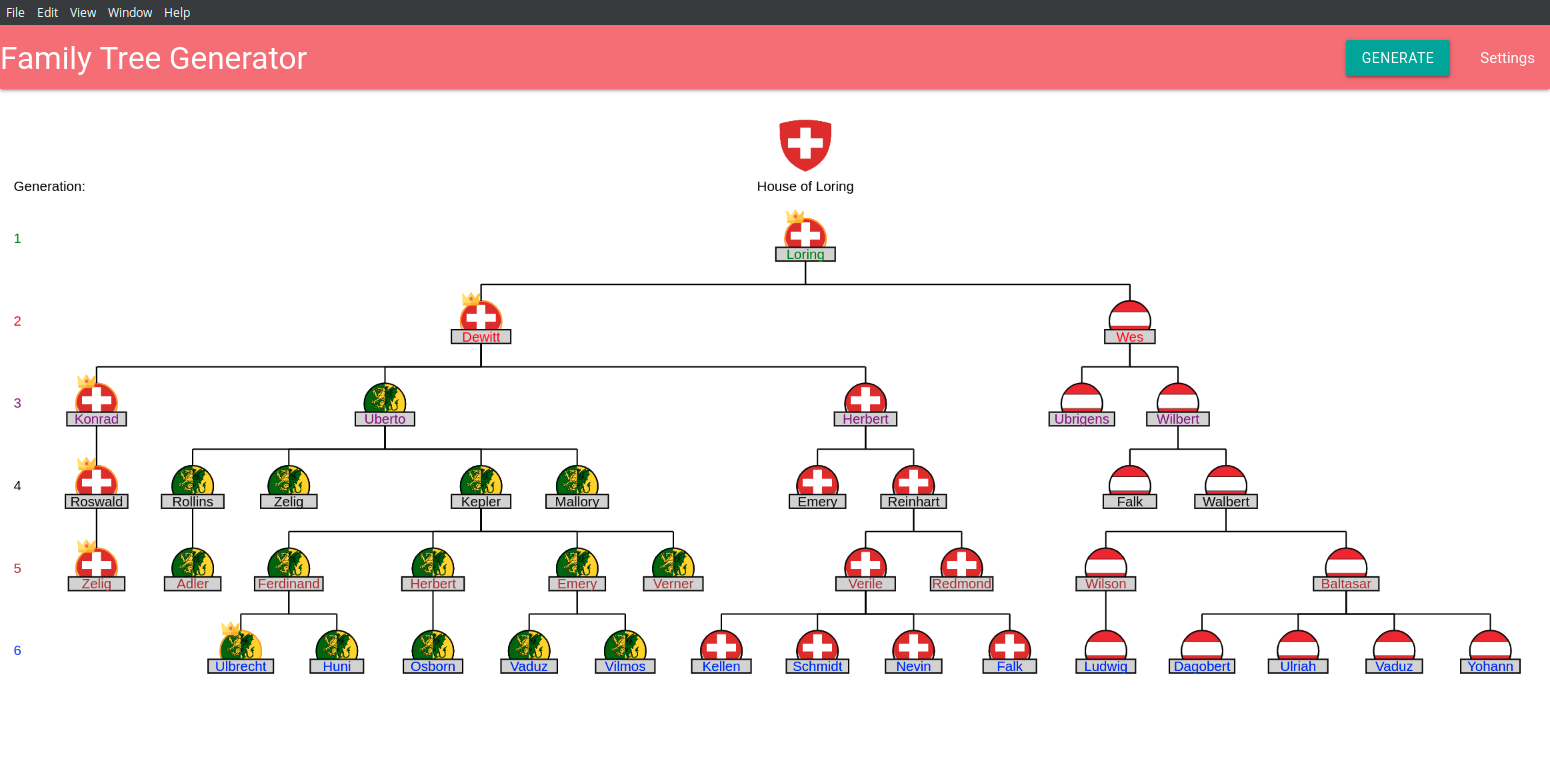 File Edit View Window Help
Family Tree Generator
GENERATE
Settings
Generation:
House of Loring
1
Loring
2
Dewitt Wes
3
Konrad Uberto Herbert Ubrigens Wilbert
4
Roswald Rollins Zelig Kepler Mallory Emery Reinhart Falk Walbert
5
Zelig Adler Ferdinand Herbert Emery Verner Verile Redmond Wilson Baltasar
6
Ulbrecht Huni Osborn Vaduz Vilmos Kellen Schmidt Nevin Falk Ludwig Dagobert Ulriah Vaduz Yohann